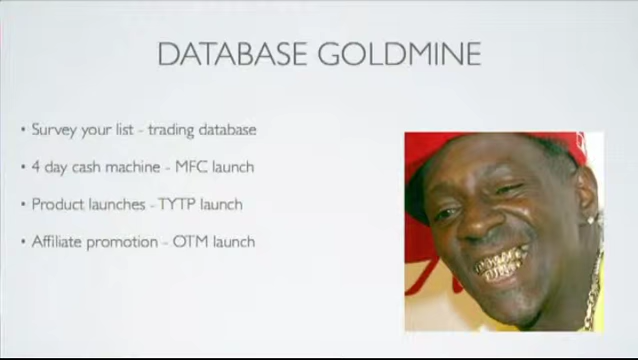 DATABASE GOLDMINE
• Survey your list - trading database
• 4 day cash machine - MFC launch
• Product launches - TYTP launch
• Affiliate promotion - OTM launch